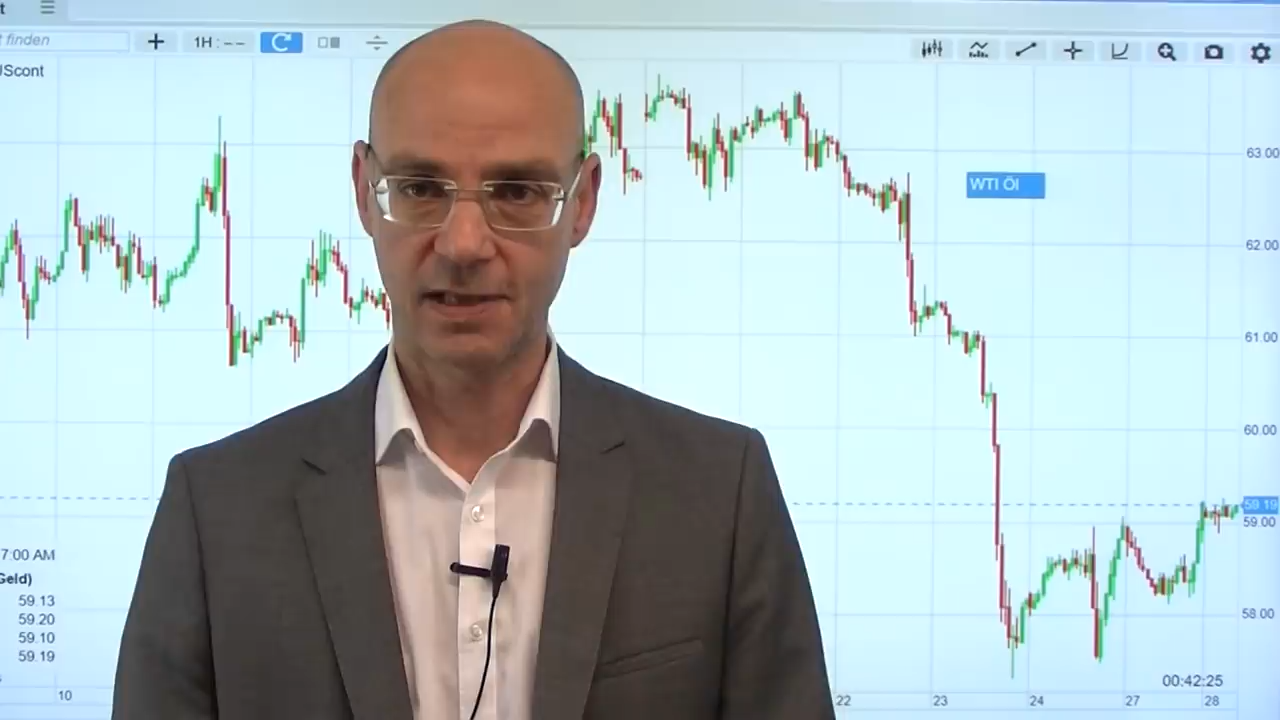 t
t finden
1H : --
UScont
63.00
WTI Öl
62.00
61.00
60.00
59.19
59.00
7:00 AM
Geld)
59.13
59.20
58.00
59.10
59.19
00:42:25
10
22
23
24
27
28